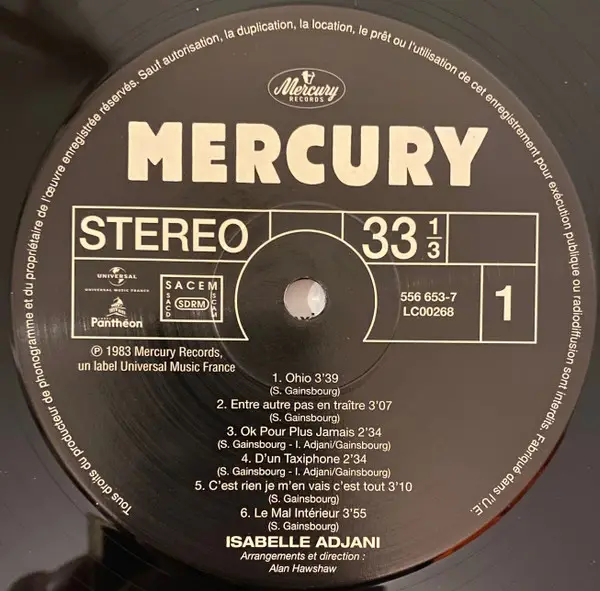 Tous droits du producteur de phonogramme et du propriétaire de l'œuvre enregistrée réservés. Sauf autorisation, la duplication, la location, le prêt ou l'utilisation de cet enregistrement pour exécution publique ou radiodiffusion sont interdits. Fabriqué dans l'U.E.
Mercury
RECORDS
MERCURY
STEREO
33 1/3
UNIVERSAL
UNIVERSAL MUSIC FRANCE
Panthéon
SACEM
SACD
SDRM
SCAM
556 653-7
LC00268
1
℗ 1983 Mercury Records,
un label Universal Music France
1. Ohio 3'39
(S. Gainsbourg)
2. Entre autre pas en traître 3'07
(S. Gainsbourg)
3. Ok Pour Plus Jamais 2'34
(S. Gainsbourg - I. Adjani/Gainsbourg)
4. D'un Taxiphone 2'34
(S. Gainsbourg - I. Adjani/Gainsbourg)
5. C'est rien je m'en vais c'est tout 3'10
(S. Gainsbourg)
6. Le Mal Intérieur 3'55
(S. Gainsbourg)
ISABELLE ADJANI
Arrangements et direction :
Alan Hawshaw